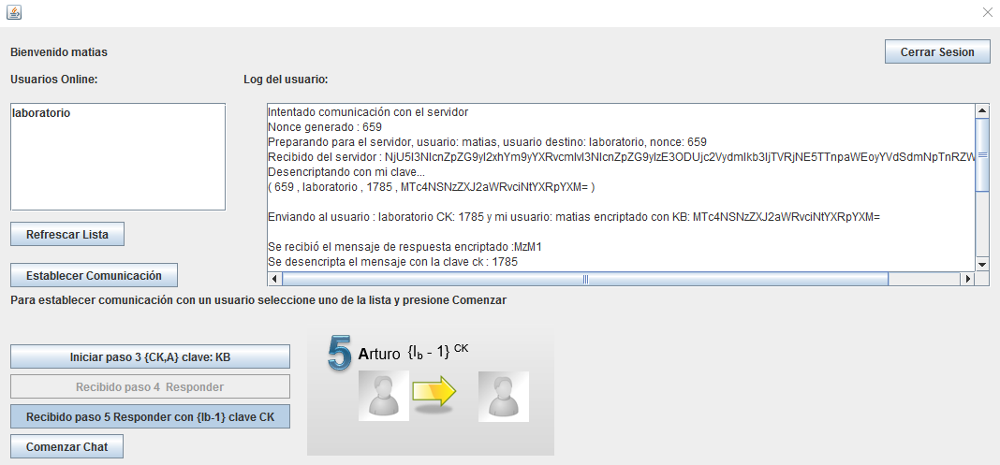 Bienvenido matias
Cerrar Sesion
Usuarios Online:
Log del usuario:
laboratorio
Intentado comunicación con el servidor
Nonce generado : 659
Preparando para el servidor, usuario: matias, usuario destino: laboratorio, nonce: 659
Recibido del servidor :
Desencriptando con mi clave...
( 659 , laboratorio , 1785 , MTc4NSNzZXJ2aWRvciNtYXRpYXM= )
Enviando al usuario : laboratorio CK: 1785 y mi usuario: matias encriptado con KB: MTc4NSNzZXJ2aWRvciNtYXRpYXM=
Se recibió el mensaje de respuesta encriptado :MzM1
Se desencripta el mensaje con la clave ck : 1785
Refrescar Lista
Establecer Comunicación
Para establecer comunicación con un usuario seleccione uno de la lista y presione Comenzar
Iniciar paso 3 {CK,A} clave: KB
Recibido paso 4 Responder
Recibido paso 5 Responder con {Ib-1} clave CK
Comenzar Chat
5 Arturo {Ib - 1} CK